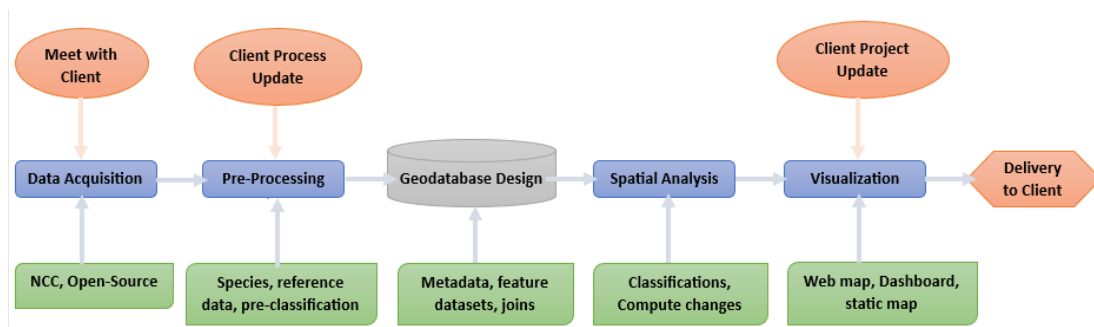 Meet with
Client
Client Process
Update
Client Project
Update
Data Acquisition
Pre-Processing
Geodatabase Design
Spatial Analysis
Visualization
Delivery
to Client
NCC, Open-Source
Species, reference
data, pre-classification
Metadata, feature
datasets, joins
Classifications,
Compute changes
Web map, Dashboard,
static map